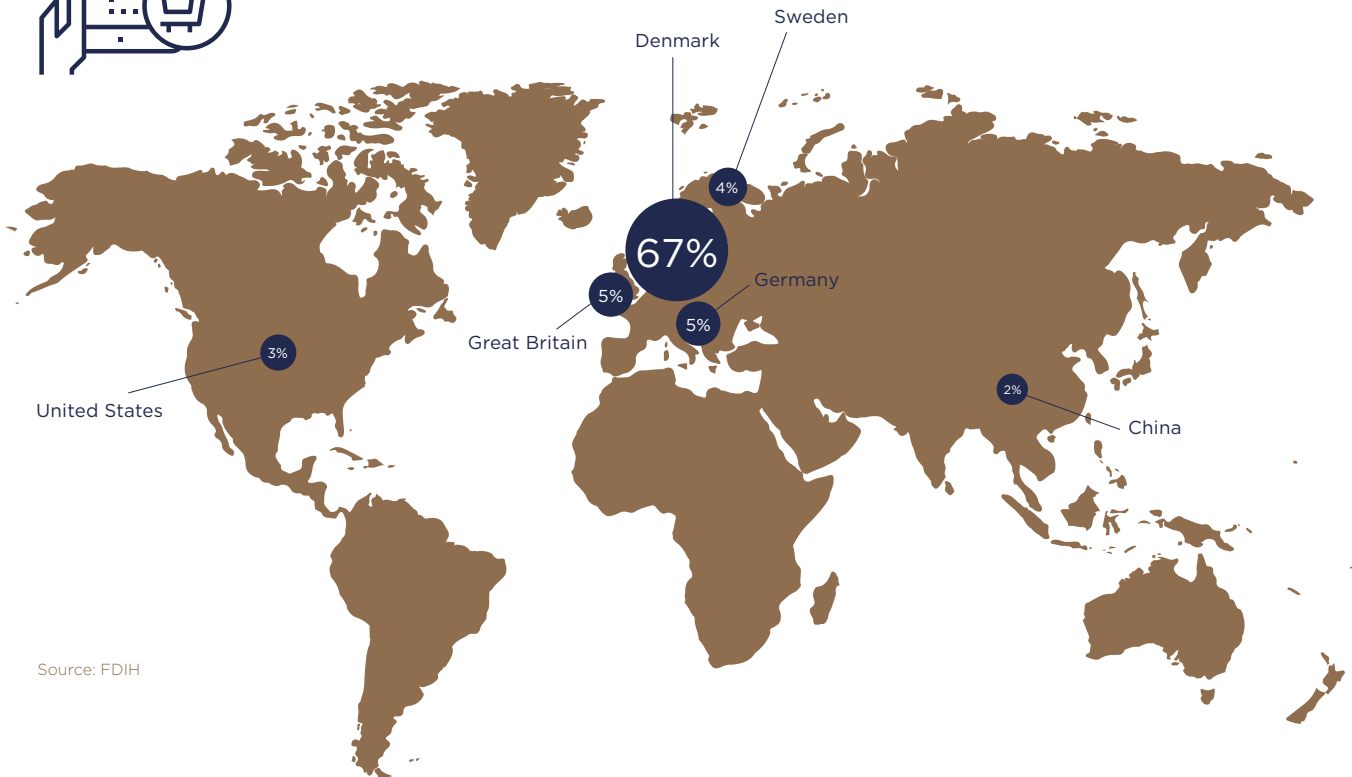 Sweden
Denmark
4%
67%
Germany
5%
5%
Great Britain
3%
2%
United States
China
Source: FDIH